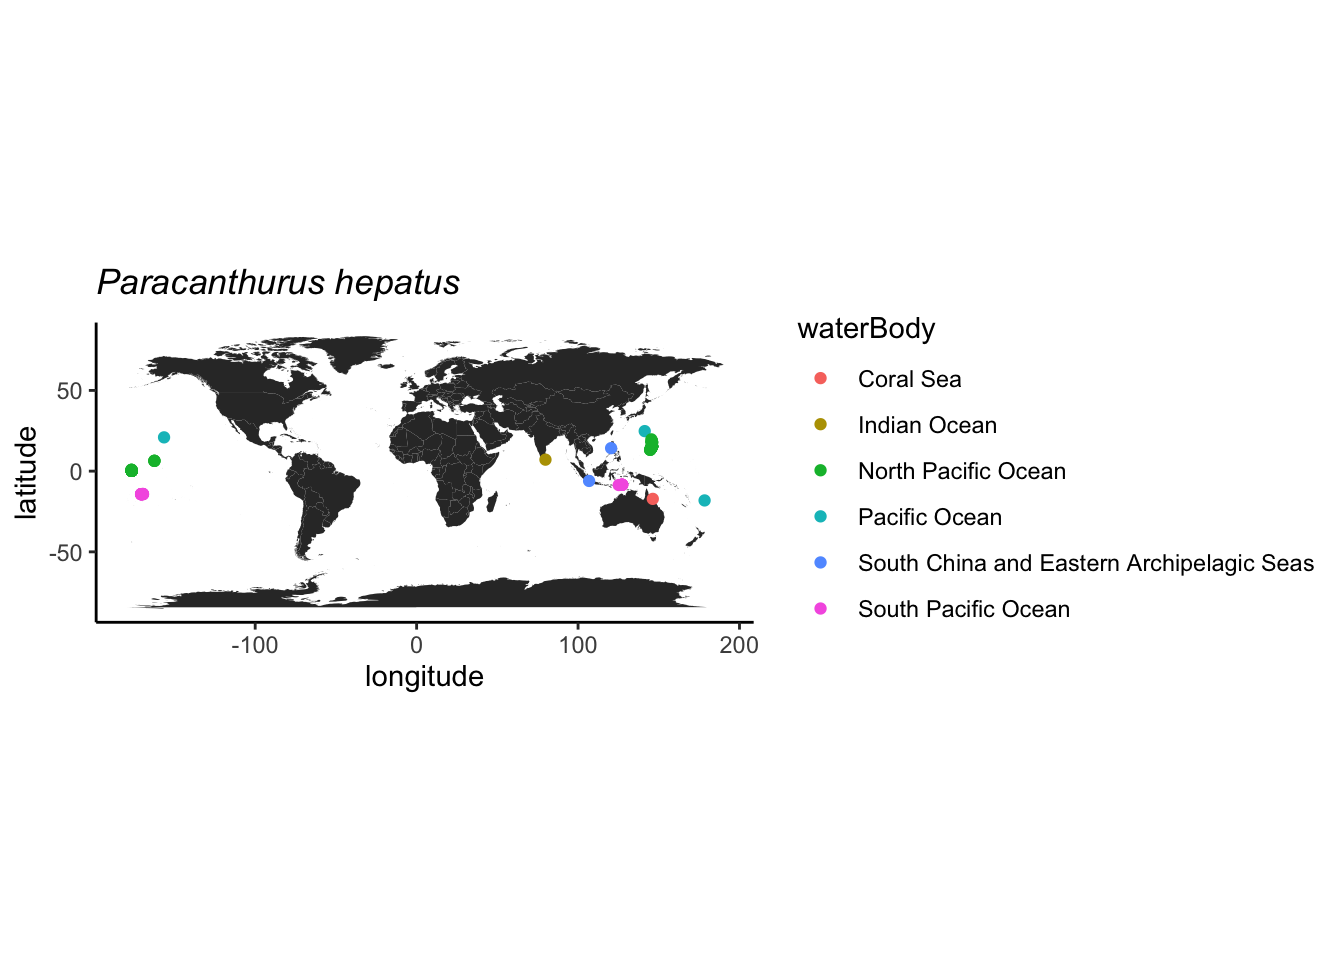 Paracanthurus hepatus
waterBody
Coral Sea
Indian Ocean
North Pacific Ocean
Pacific Ocean
South China and Eastern Archipelagic Seas
South Pacific Ocean
latitude
50
0
-50
-100
0
100
200
longitude